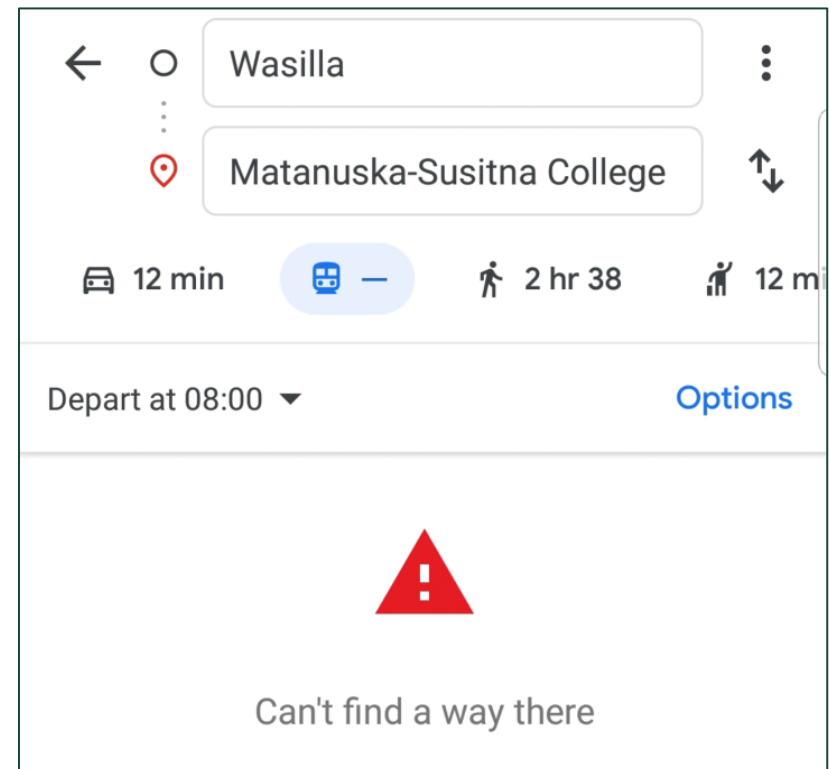 Wasilla
Matanuska-Susitna College
12 min — 2 hr 38 12 mi
Depart at 08:00 Options
Can't find a way there